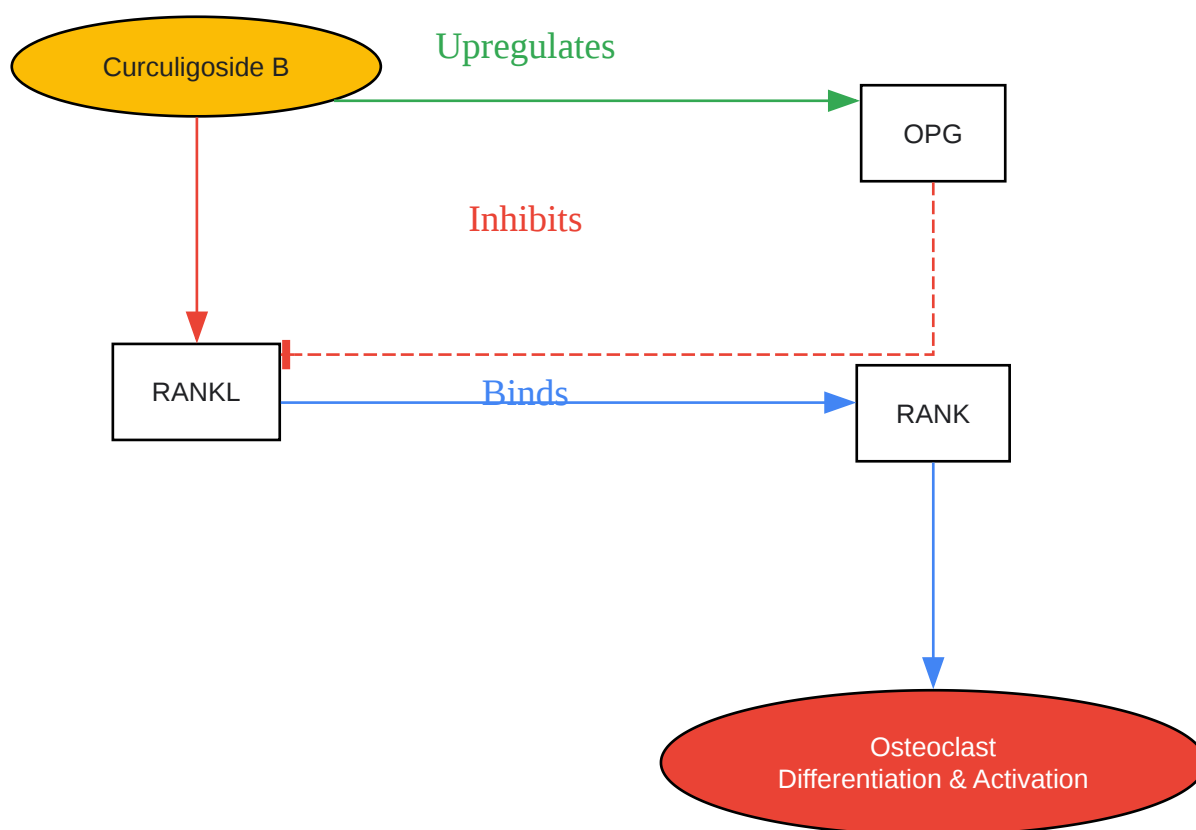 Upregulates
Curculigoside B
OPG
Inhibits
RANKL
Binds
RANK
Osteoclast
Differentiation & Activation